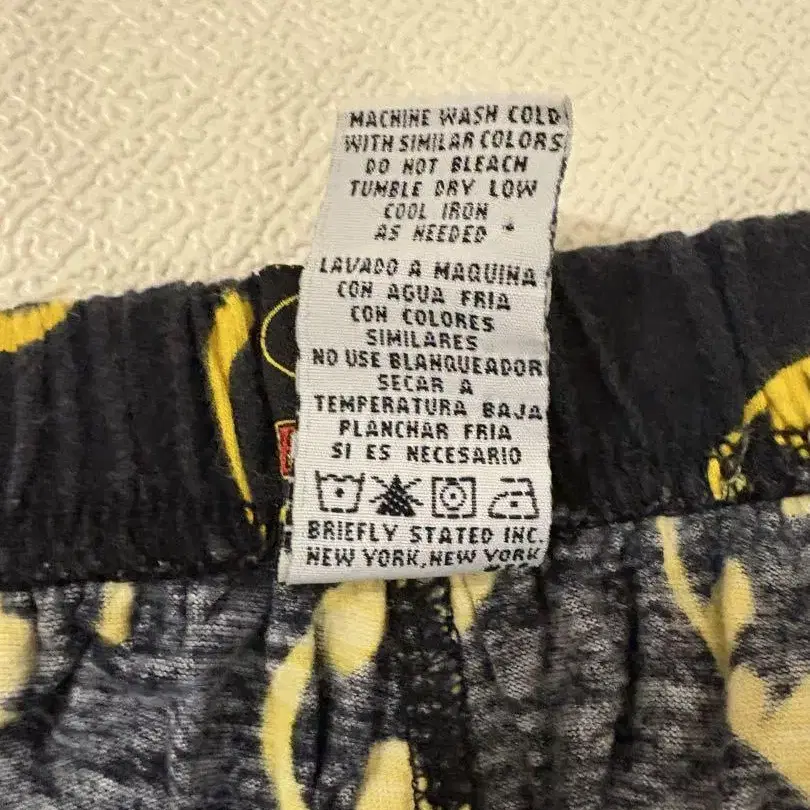 MACHINE WASH COLD
WITH SIMILAR COLORS
DO NOT BLEACH
TUMBLE DRY LOW
COOL IRON
AS NEEDED
LAVADO A MAQUINA
CON AGUA FRIA
CON COLORES
SIMILARES
NO USE BLANQUEADOR
SECAR A
TEMPERATURA BAJA
PLANCHAR FRIA
SI ES NECESARIO
BRIEFLY STATED INC.
NEW YORK, NEW YORK